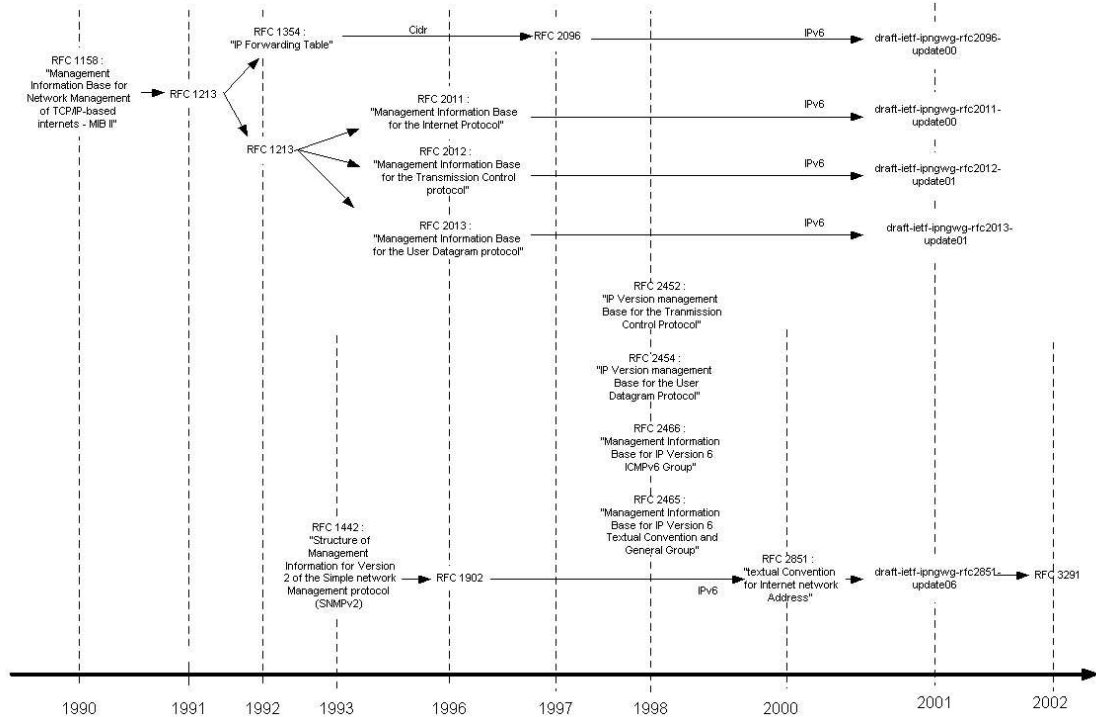 RFC 1354 :
"IP Forwarding Table"
Cidr
RFC 2096
IPv6
draft-ietf-ipngwg-rfc2096-
update00
RFC 1158 :
"Management
Information Base for
Network Management
of TCP/IP-based
internets - MIB II"
RFC 1213
RFC 2011 :
"Management Information Base
for the Internet Protocol"
IPv6
draft-ietf-ipngwg-rfc2011-
update00
RFC 1213
RFC 2012 :
"Management Information Base
for the Tranmission Control
protocol"
IPv6
draft-ietf-ipngwg-rfc2012-
update01
RFC 2013 :
"Management Information Base
for the User Datagram protocol"
IPv6
draft-ietf-ipngwg-rfc2013-
update01
RFC 2452 :
"IP Version management
Base for the Tranmission
Control Protocol"
RFC 2454 :
"IP Version management
Base for the User
Datagram Protocol"
RFC 2466 :
"Management Information
Base for IP Version 6
ICMPv6 Group"
RFC 2465 :
"Management Information
Base for IP Version 6
Textual Convention and
General Group"
RFC 1442 :
"Structure of
Management
Information for Version
2 of the Simple network
Management protocol
(SNMPv2)
RFC 1902
IPv6
RFC 2851 :
"textual Convention
for Internet network
Address"
draft-ietf-ipngwg-rfc2851-
update06
RFC 3291
1990
1991
1992
1993
1996
1997
1998
2000
2001
2002